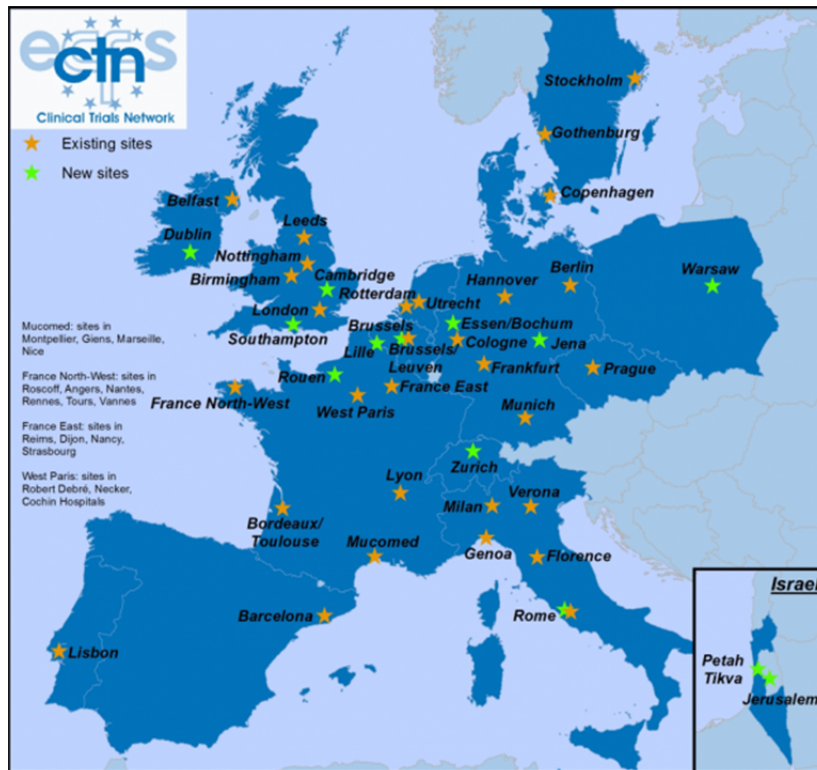 ecfs
ctn
Clinical Trials Network
Existing sites
New sites
Stockholm
Gothenburg
Copenhagen
Belfast
Dublin
Leeds
Nottingham
Cambridge
Birmingham
Rotterdam
Utrecht
Hannover
Berlin
Warsaw
London
Southampton
Brussels
Essen/Bochum
Lille
Brussels/
Leuven
Cologne
Jena
Rouen
France East
Frankfurt
Prague
France North-West
West Paris
Munich
Mucomed: sites in
Montpellier, Giens, Marseille,
Nice
France North-West: sites in
Roscoff, Angers, Nantes,
Rennes, Tours, Vannes
France East: sites in
Reims, Dijon, Nancy,
Strasbourg
West Paris: sites in
Robert Debré, Necker,
Cochin Hospitals
Zurich
Lyon
Milan
Verona
Bordeaux/
Toulouse
Mucomed
Genoa
Florence
Barcelona
Rome
Lisbon
Israel
Petah
Tikva
Jerusalem